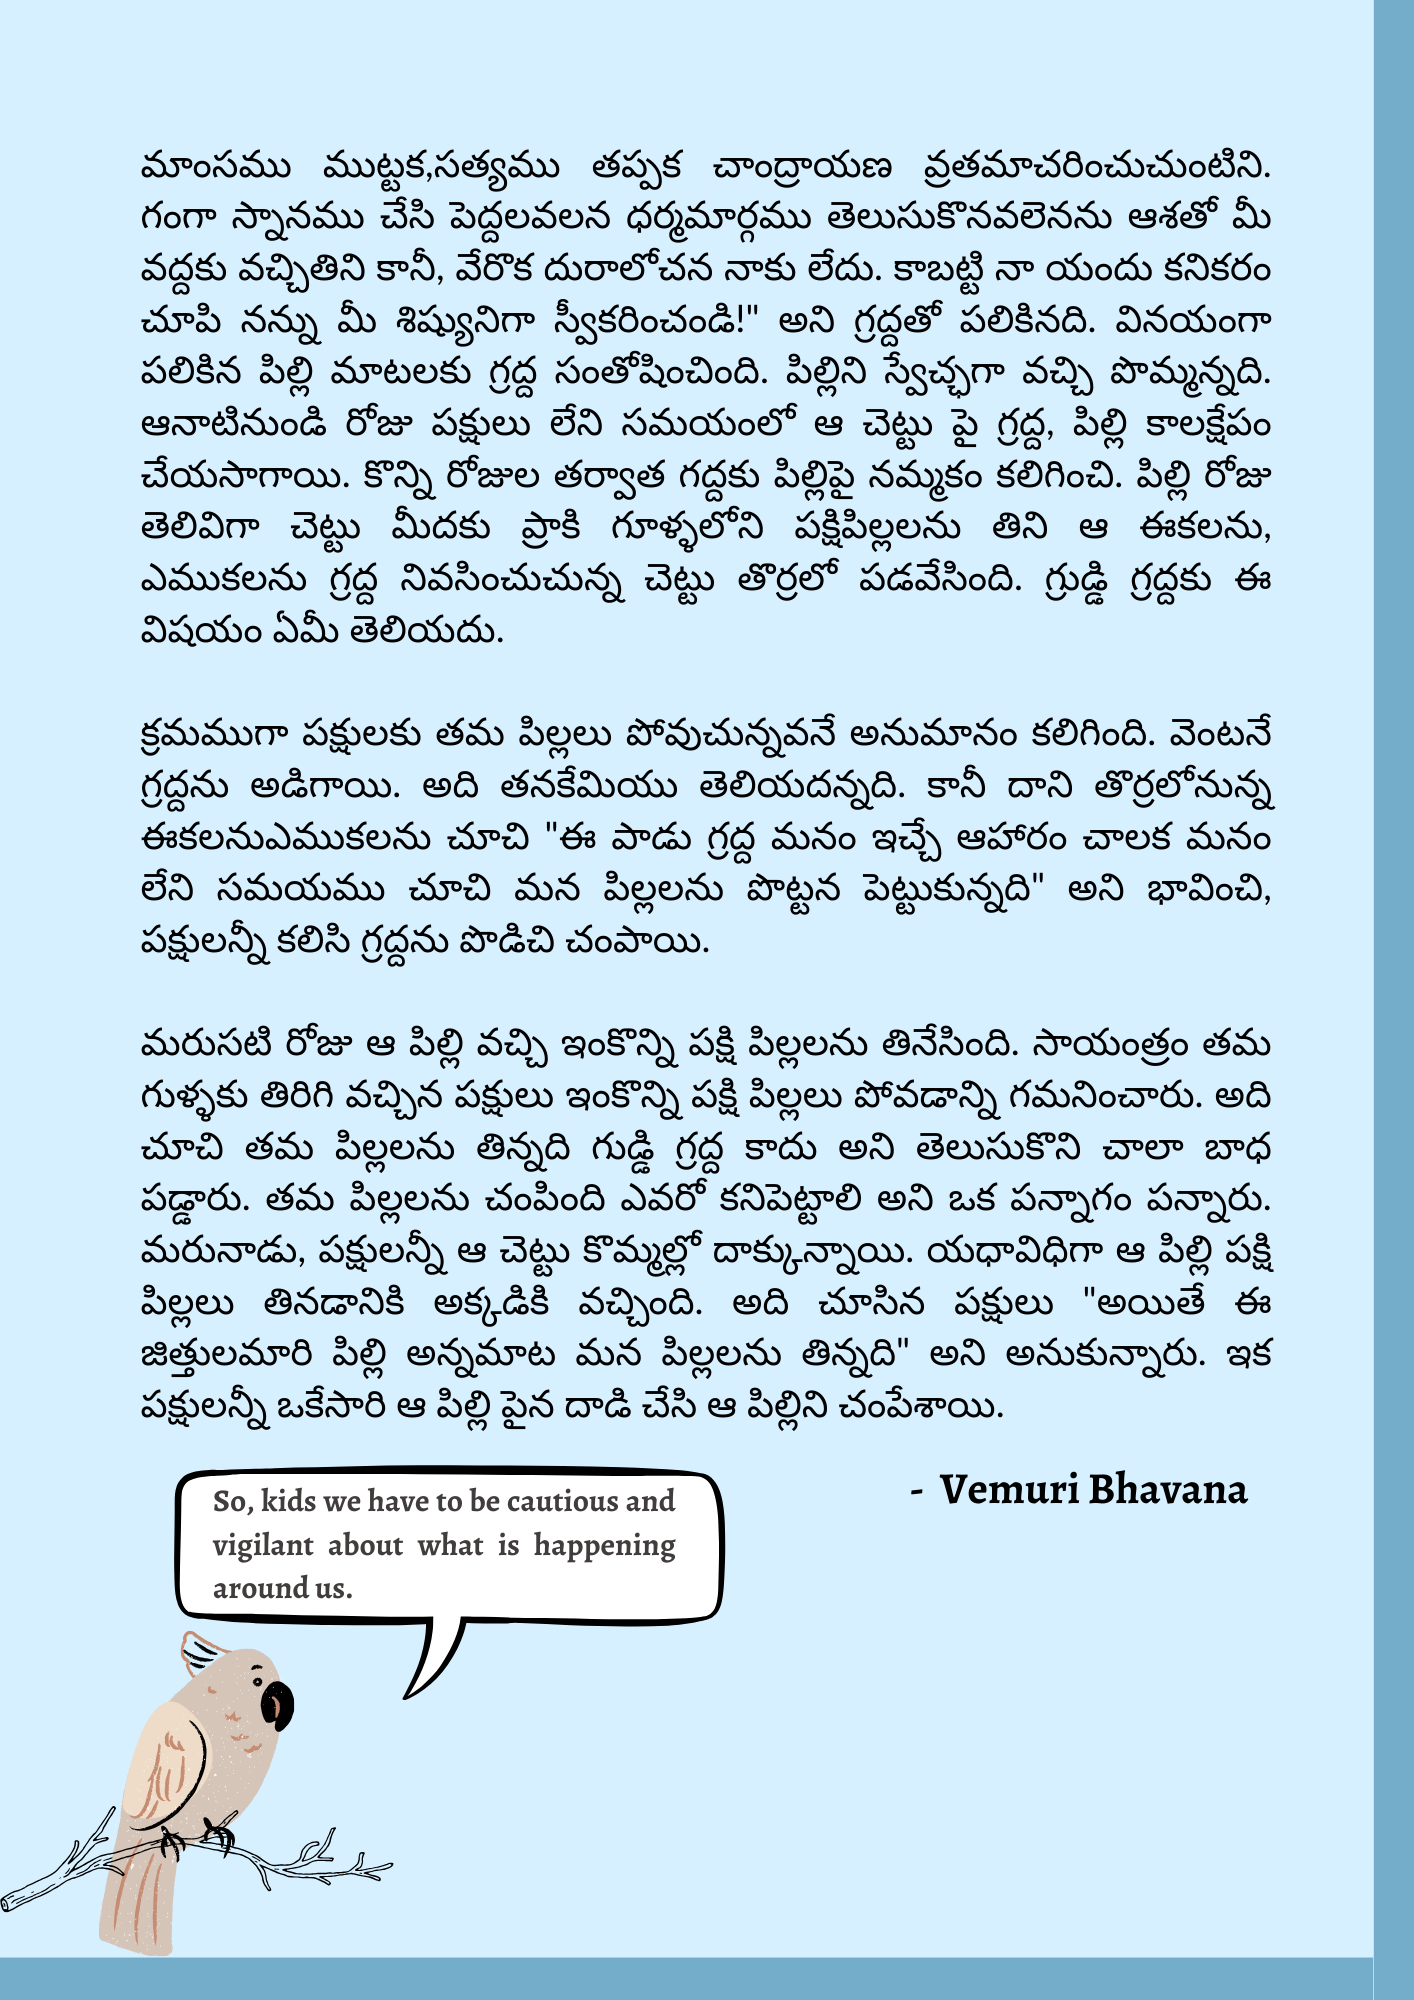 మాంసము ముట్టక,సత్యము తప్పక చాంద్రాయణ వ్రతమాచరించుచుంటిని.
గంగా స్నానము చేసి పెద్దలవలన ధర్మమార్గము తెలుసుకొనవలెనను ఆశతో మీ
వద్దకు వచ్చితిని కానీ, వేరొక దురాలోచన నాకు లేదు. కాబట్టి నా యందు కనికరం
చూపి నన్ను మీ శిష్యునిగా స్వీకరించండి!" అని గ్రద్దతో పలికినది. వినయంగా
పలికిన పిల్లి మాటలకు గ్రద్ద సంతోషించింది. పిల్లిని స్వేచ్ఛగా వచ్చి పొమ్మన్నది.
ఆనాటినుండి రోజు పక్షులు లేని సమయంలో ఆ చెట్టు పై గ్రద్ద, పిల్లి కాలక్షేపం
చేయసాగాయి. కొన్ని రోజుల తర్వాత గద్దకు పిల్లిపై నమ్మకం కలిగించి. పిల్లి రోజు
తెలివిగా చెట్టు మీదకు ప్రాకి గూళ్ళలోని పక్షిపిల్లలను తిని ఆ ఈకలను,
ఎముకలను గ్రద్ద నివసించుచున్న చెట్టు తొర్రలో పడవేసింది. గ్రుడ్డి గ్రద్దకు ఈ
విషయం ఏమీ తెలియదు.
క్రమముగా పక్షులకు తమ పిల్లలు పోవుచున్నవనే అనుమానం కలిగింది. వెంటనే
గ్రద్దను అడిగాయి. అది తనకేమియు తెలియదన్నది. కానీ దాని తొర్రలోనున్న
ఈకలనుఎముకలను చూచి "ఈ పాడు గ్రద్ద మనం ఇచ్చే ఆహారం చాలక మనం
లేని సమయము చూచి మన పిల్లలను పొట్టన పెట్టుకున్నది" అని భావించి,
పక్షులన్నీ కలిసి గ్రద్దను పొడిచి చంపాయి.
మరుసటి రోజు ఆ పిల్లి వచ్చి ఇంకొన్ని పక్షి పిల్లలను తినేసింది. సాయంత్రం తమ
గుళ్ళకు తిరిగి వచ్చిన పక్షులు ఇంకొన్ని పక్షి పిల్లలు పోవడాన్ని గమనించారు. అది
చూచి తమ పిల్లలను తిన్నది గుడ్డి గ్రద్ద కాదు అని తెలుసుకొని చాలా బాధ
పడ్డారు. తమ పిల్లలను చంపింది ఎవరో కనిపెట్టాలి అని ఒక పన్నాగం పన్నారు.
మరునాడు, పక్షులన్నీ ఆ చెట్టు కొమ్మల్లో దాక్కున్నాయి. యధావిధిగా ఆ పిల్లి పక్షి
పిల్లలు తినడానికి అక్కడికి వచ్చింది. అది చూసిన పక్షులు "అయితే ఈ
జిత్తులమారి పిల్లి అన్నమాట మన పిల్లలను తిన్నది" అని అనుకున్నారు. ఇక
పక్షులన్నీ ఒకేసారి ఆ పిల్లి పైన దాడి చేసి ఆ పిల్లిని చంపేశాయి.
- Vemuri Bhavana
So, kids we have to be cautious and
vigilant about what is happening
around us.